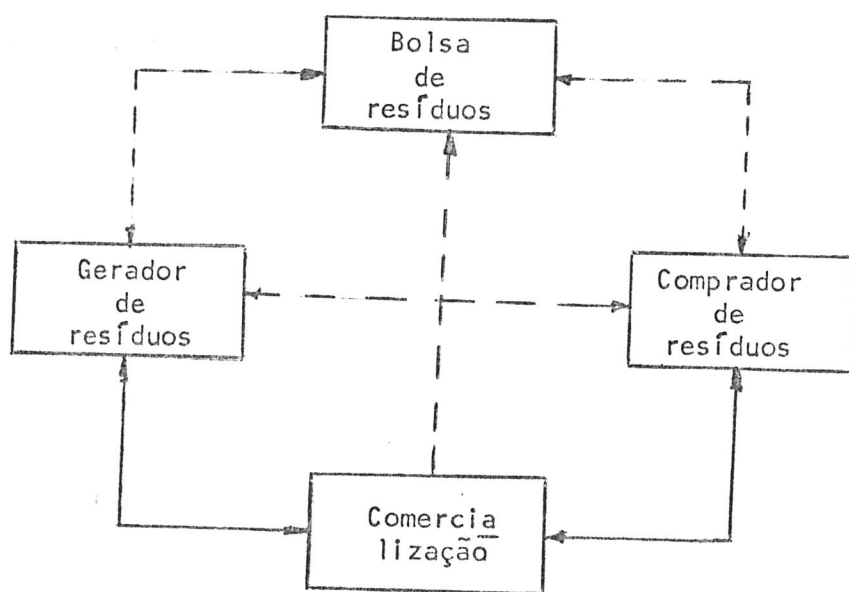 Bolsa
de
resíduos
Gerador
de
resíduos
Comprador
de
resíduos
Comercia
lização